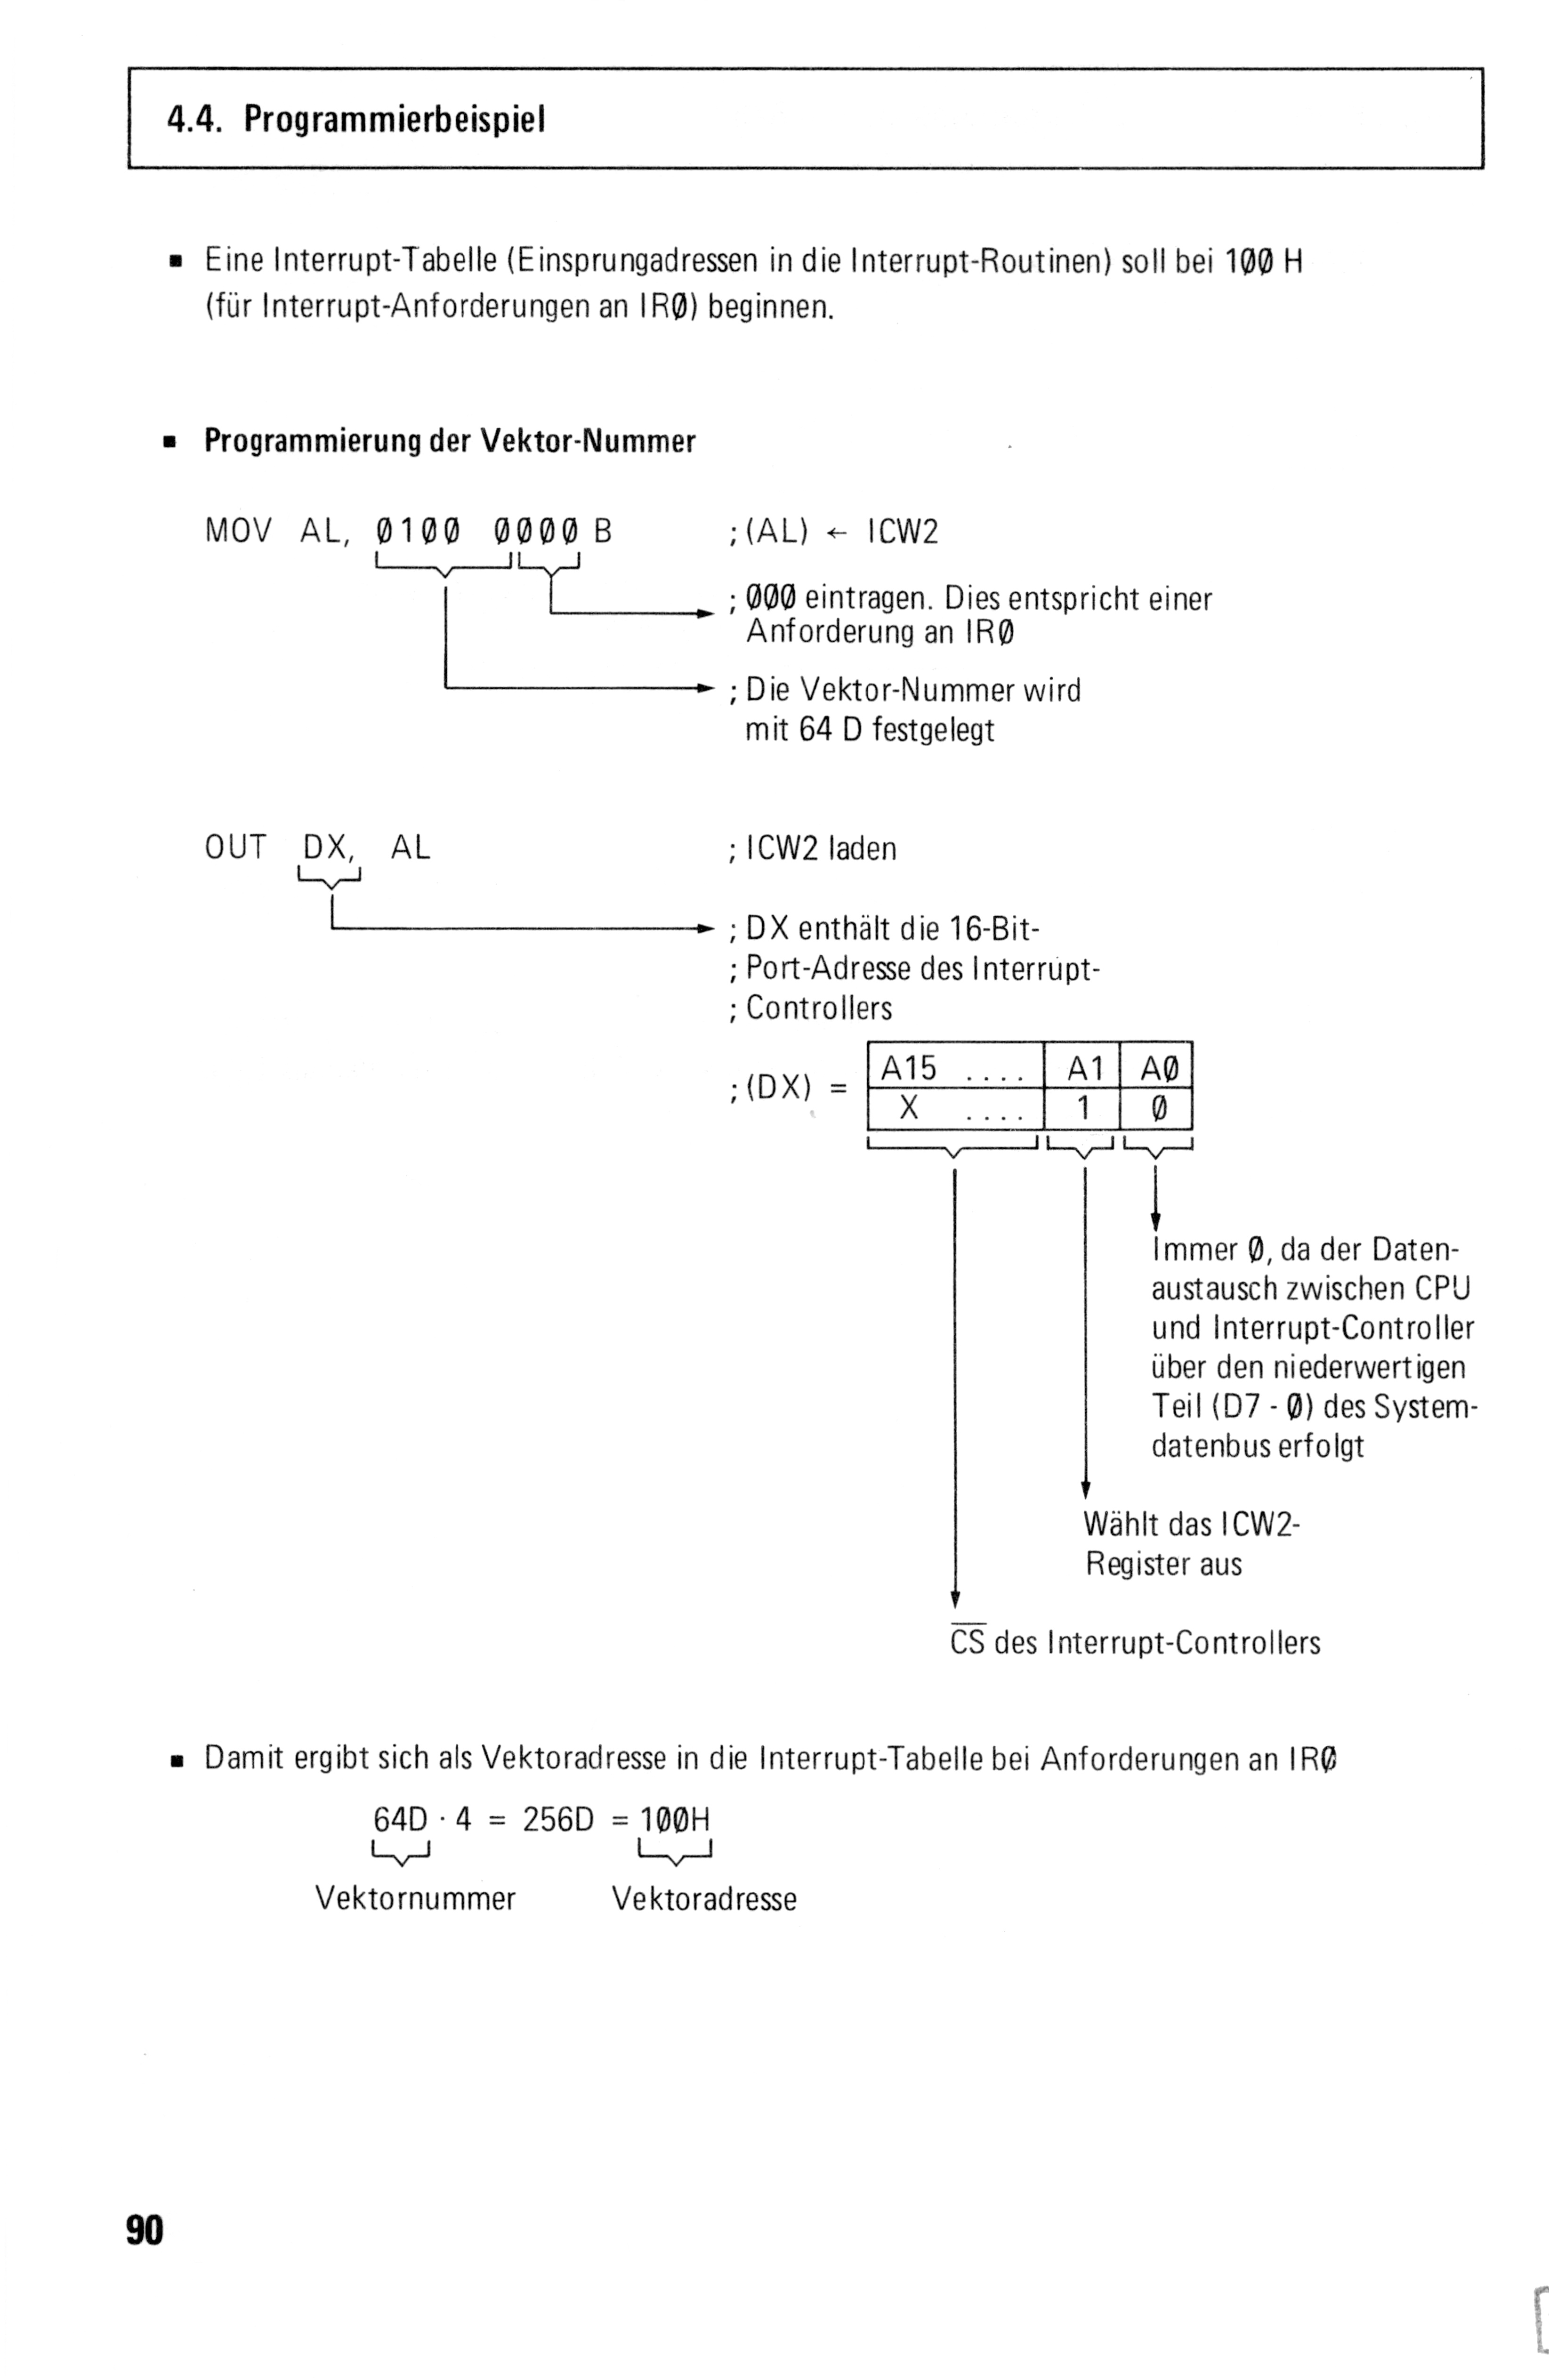 4.4. Programmierbeispiel
▪ Eine Interrupt-Tabelle (Einsprungadressen in die Interrupt-Routinen) soll bei 1ØØ H
(für Interrupt-Anforderungen an IRØ) beginnen.
▪ Programmierung der Vektor-Nummer
MOV AL, Ø1ØØ ØØØØ B ; (AL) ← ICW2
; ØØØ eintragen. Dies entspricht einer
Anforderung an IRØ
; Die Vektor-Nummer wird
mit 64 D festgelegt
OUT DX, AL ; ICW2 laden
; DX enthält die 16-Bit-
; Port-Adresse des Interrupt-
; Controllers
; (DX) =
A15 .... A1 AØ
X .... 1 Ø
Immer Ø, da der Daten-
austausch zwischen CPU
und Interrupt-Controller
über den niederwertigen
Teil (D7 - Ø) des System-
datenbus erfolgt
Wählt das ICW2-
Register aus
C̅S̅ des Interrupt-Controllers
▪ Damit ergibt sich als Vektoradresse in die Interrupt-Tabelle bei Anforderungen an IRØ
64D · 4 = 256D = 1ØØH
Vektornummer Vektoradresse
90